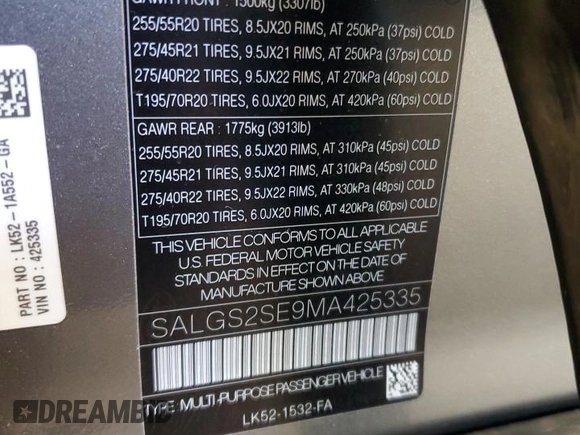 GAWR FRONT : 1500kg (3307lb)
255/55R20 TIRES, 8.5JX20 RIMS, AT 250kPa (37psi) COLD
275/45R21 TIRES, 9.5JX21 RIMS, AT 250kPa (37psi) COLD
275/40R22 TIRES, 9.5JX22 RIMS, AT 270kPa (40psi) COLD
T195/70R20 TIRES, 6.0JX20 RIMS, AT 420kPa (60psi) COLD
GAWR REAR : 1775kg (3913lb)
255/55R20 TIRES, 8.5JX20 RIMS, AT 310kPa (45psi) COLD
275/45R21 TIRES, 9.5JX21 RIMS, AT 310kPa (45psi) COLD
275/40R22 TIRES, 9.5JX22 RIMS, AT 330kPa (48psi) COLD
T195/70R20 TIRES, 6.0JX20 RIMS, AT 420kPa (60psi) COLD
THIS VEHICLE CONFORMS TO ALL APPLICABLE
U.S. FEDERAL MOTOR VEHICLE SAFETY
STANDARDS IN EFFECT ON THE DATE OF
MANUFACTURE SHOWN ABOVE
SALGS2SE9MA425335
TYPE: MULTI-PURPOSE PASSENGER VEHICLE
LK52-1532-FA
PART NO : LK52-1A552-GA
VIN NO : 425335
DREAMBID